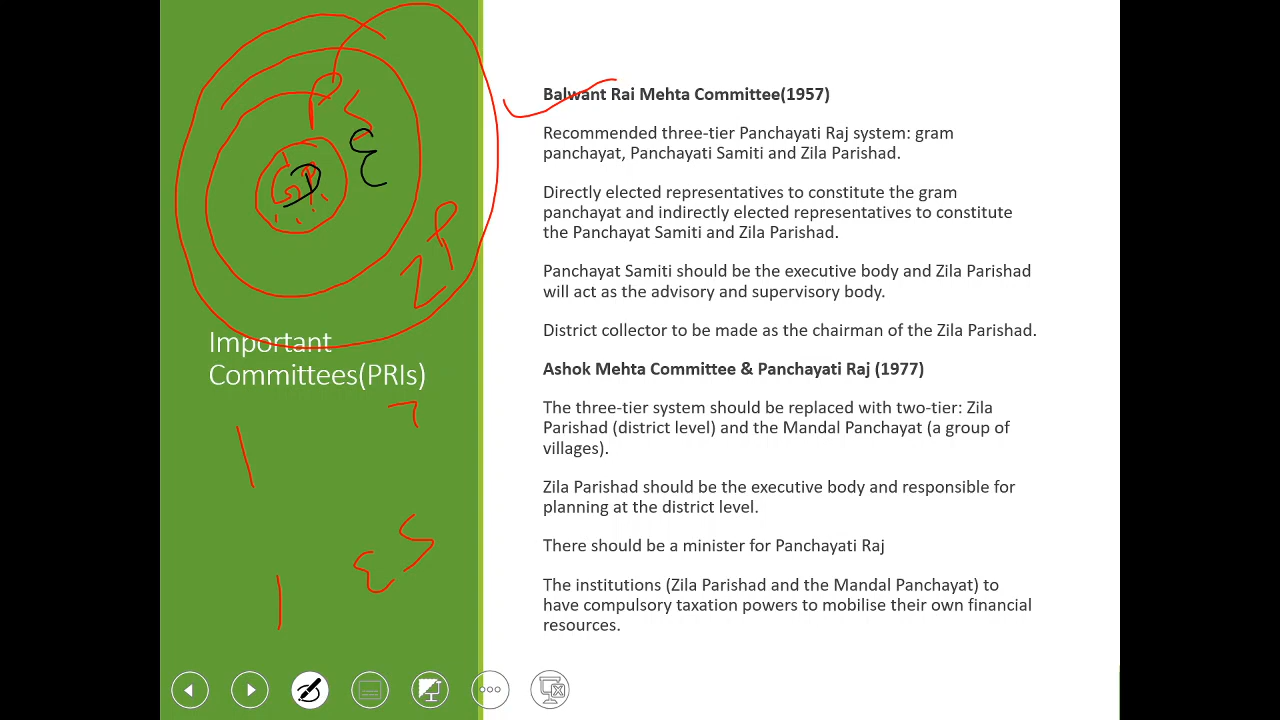 P
S
GP
E
ZP
Important
Committees(PRIs)
Balwant Rai Mehta Committee(1957)
Recommended three-tier Panchayati Raj system: gram
panchayat, Panchayati Samiti and Zila Parishad.
Directly elected representatives to constitute the gram
panchayat and indirectly elected representatives to constitute
the Panchayat Samiti and Zila Parishad.
Panchayat Samiti should be the executive body and Zila Parishad
will act as the advisory and supervisory body.
District collector to be made as the chairman of the Zila Parishad.
Ashok Mehta Committee & Panchayati Raj (1977)
The three-tier system should be replaced with two-tier: Zila
Parishad (district level) and the Mandal Panchayat (a group of
villages).
Zila Parishad should be the executive body and responsible for
planning at the district level.
There should be a minister for Panchayati Raj
The institutions (Zila Parishad and the Mandal Panchayat) to
have compulsory taxation powers to mobilise their own financial
resources.